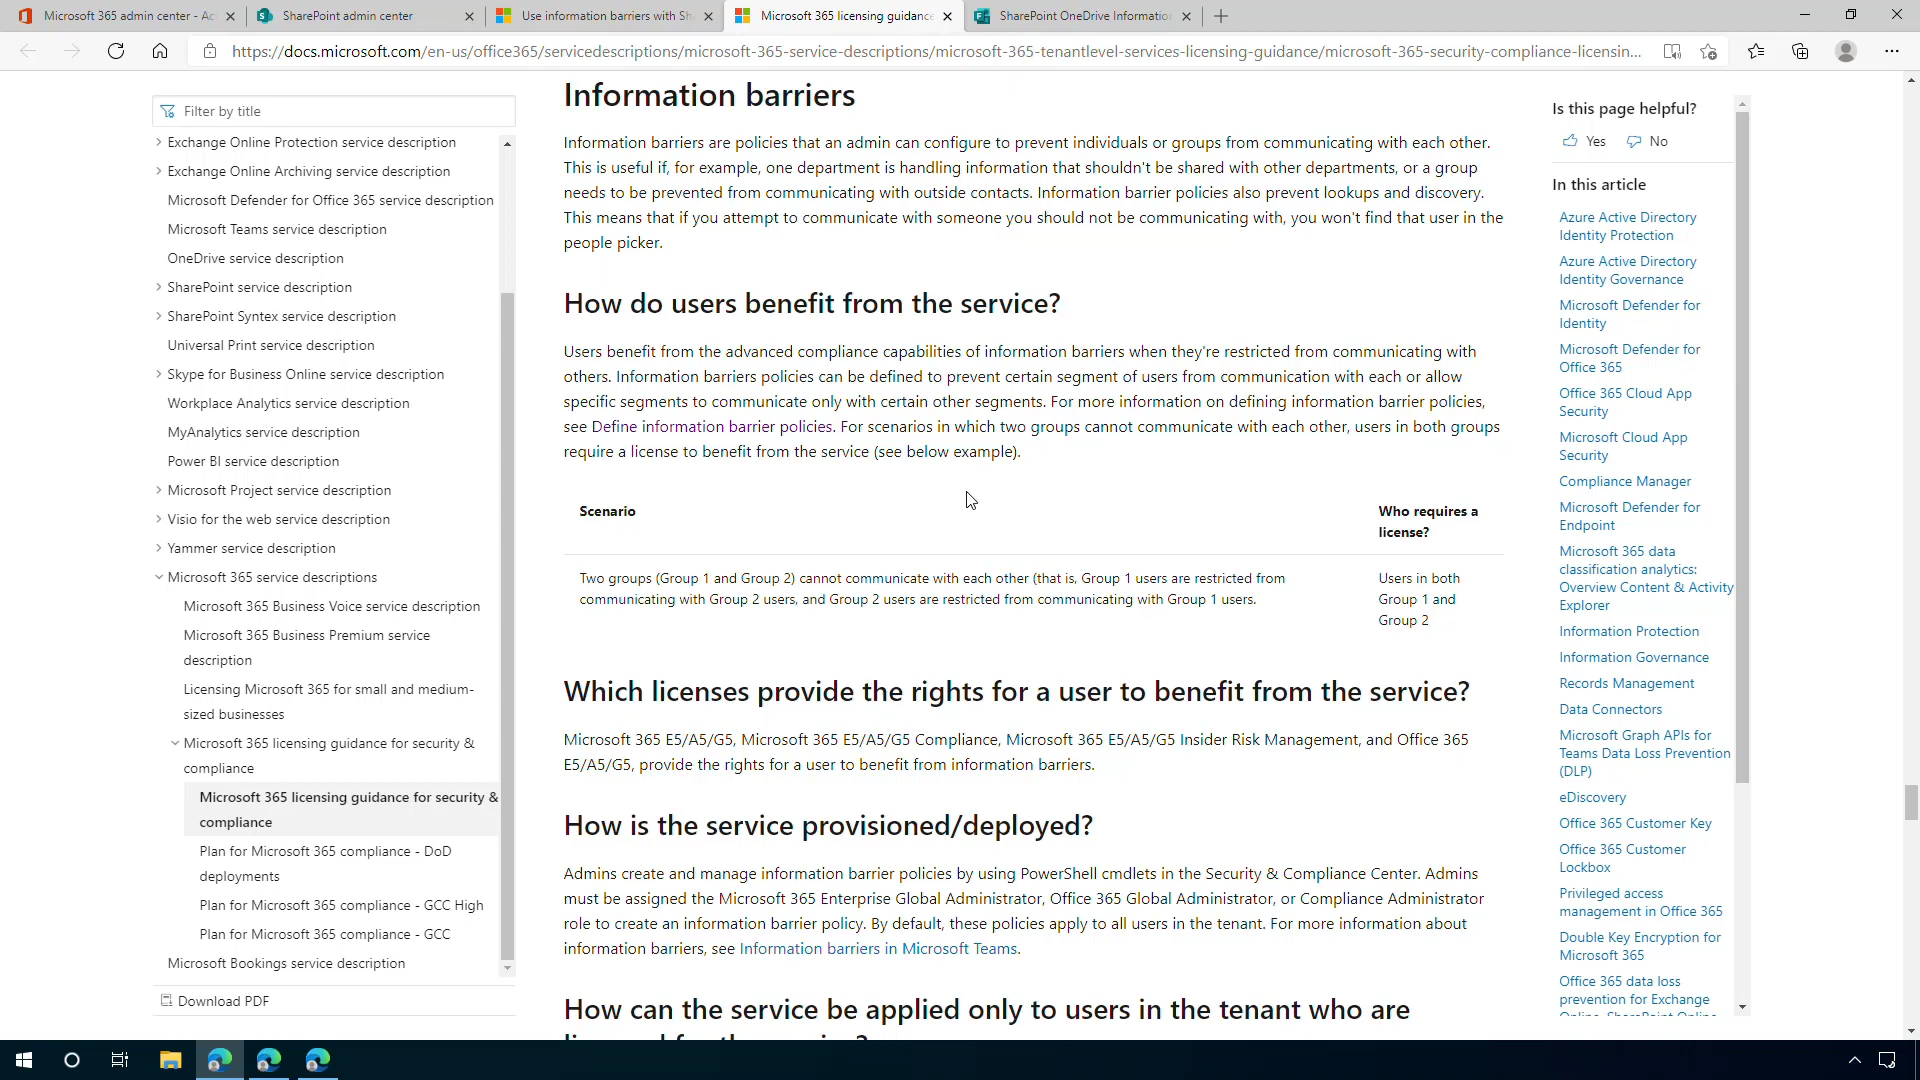 Microsoft 365 admin center - Ac
SharePoint admin center
Use information barriers with Sh
Microsoft 365 licensing guidance
SharePoint OneDrive Information
https://docs.microsoft.com/en-us/office365/servicedescriptions/microsoft-365-service-descriptions/microsoft-365-tenantlevel-services-licensing-guidance/microsoft-365-security-compliance-licensin...
Filter by title
Exchange Online Protection service description
Exchange Online Archiving service description
Microsoft Defender for Office 365 service description
Microsoft Teams service description
OneDrive service description
SharePoint service description
SharePoint Syntex service description
Universal Print service description
Skype for Business Online service description
Workplace Analytics service description
MyAnalytics service description
Power BI service description
Microsoft Project service description
Visio for the web service description
Yammer service description
Microsoft 365 service descriptions
Microsoft 365 Business Voice service description
Microsoft 365 Business Premium service
description
Licensing Microsoft 365 for small and medium-
sized businesses
Microsoft 365 licensing guidance for security &
compliance
Microsoft 365 licensing guidance for security &
compliance
Plan for Microsoft 365 compliance - DoD
deployments
Plan for Microsoft 365 compliance - GCC High
Plan for Microsoft 365 compliance - GCC
Microsoft Bookings service description
Download PDF
Information barriers
Information barriers are policies that an admin can configure to prevent individuals or groups from communicating with each other.
This is useful if, for example, one department is handling information that shouldn't be shared with other departments, or a group
needs to be prevented from communicating with outside contacts. Information barrier policies also prevent lookups and discovery.
This means that if you attempt to communicate with someone you should not be communicating with, you won't find that user in the
people picker.
How do users benefit from the service?
Users benefit from the advanced compliance capabilities of information barriers when they're restricted from communicating with
others. Information barriers policies can be defined to prevent certain segment of users from communication with each or allow
specific segments to communicate only with certain other segments. For more information on defining information barrier policies,
see Define information barrier policies. For scenarios in which two groups cannot communicate with each other, users in both groups
require a license to benefit from the service (see below example).
Scenario
Who requires a
license?
Two groups (Group 1 and Group 2) cannot communicate with each other (that is, Group 1 users are restricted from
communicating with Group 2 users, and Group 2 users are restricted from communicating with Group 1 users.
Users in both
Group 1 and
Group 2
Which licenses provide the rights for a user to benefit from the service?
Microsoft 365 E5/A5/G5, Microsoft 365 E5/A5/G5 Compliance, Microsoft 365 E5/A5/G5 Insider Risk Management, and Office 365
E5/A5/G5, provide the rights for a user to benefit from information barriers.
How is the service provisioned/deployed?
Admins create and manage information barrier policies by using PowerShell cmdlets in the Security & Compliance Center. Admins
must be assigned the Microsoft 365 Enterprise Global Administrator, Office 365 Global Administrator, or Compliance Administrator
role to create an information barrier policy. By default, these policies apply to all users in the tenant. For more information about
information barriers, see Information barriers in Microsoft Teams.
How can the service be applied only to users in the tenant who are
Is this page helpful?
Yes
No
In this article
Azure Active Directory
Identity Protection
Azure Active Directory
Identity Governance
Microsoft Defender for
Identity
Microsoft Defender for
Office 365
Office 365 Cloud App
Security
Microsoft Cloud App
Security
Compliance Manager
Microsoft Defender for
Endpoint
Microsoft 365 data
classification analytics:
Overview Content & Activity
Explorer
Information Protection
Information Governance
Records Management
Data Connectors
Microsoft Graph APIs for
Teams Data Loss Prevention
(DLP)
eDiscovery
Office 365 Customer Key
Office 365 Customer
Lockbox
Privileged access
management in Office 365
Double Key Encryption for
Microsoft 365
Office 365 data loss
prevention for Exchange